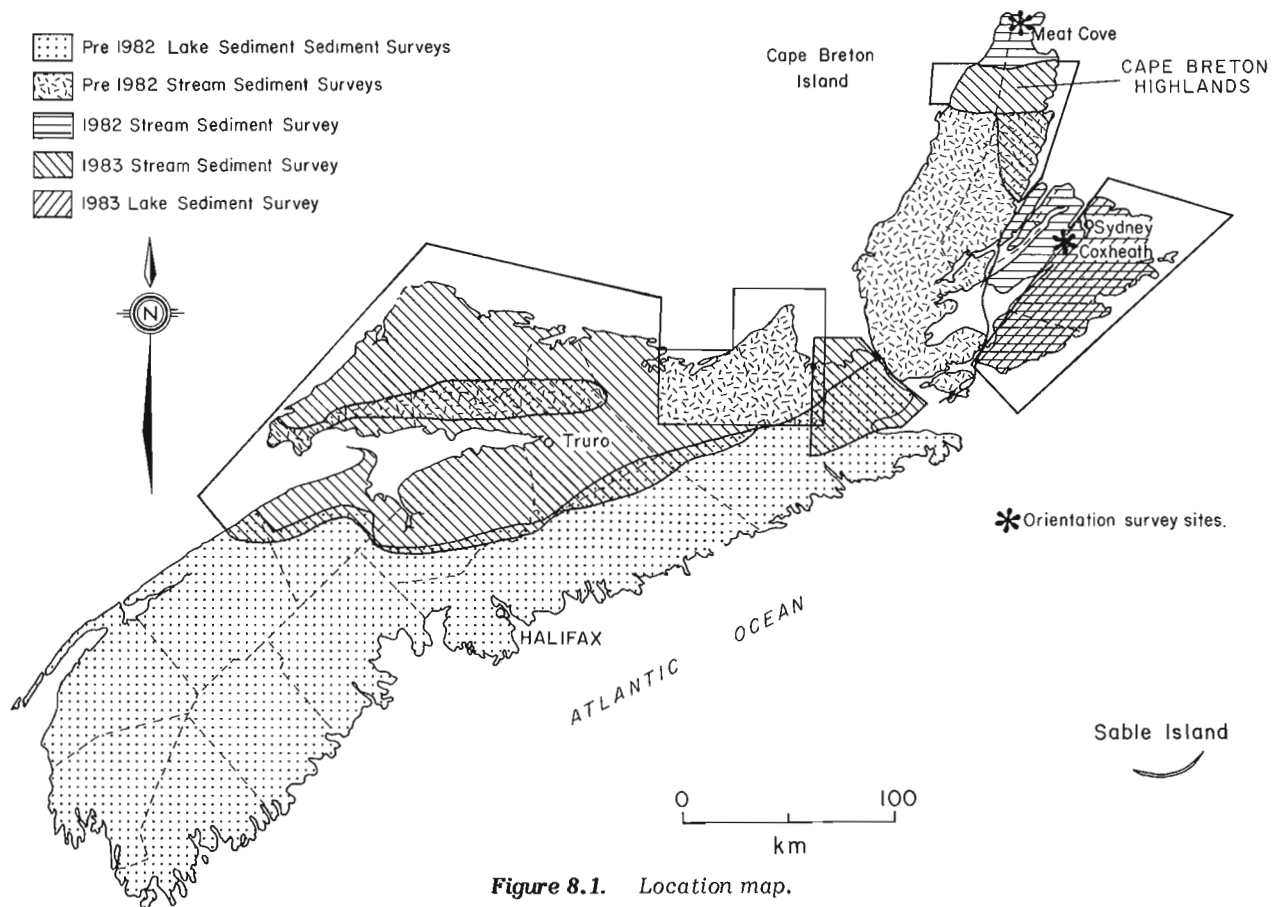 Pre 1982 Lake Sediment Sediment Surveys
Pre 1982 Stream Sediment Surveys
1982 Stream Sediment Survey
1983 Stream Sediment Survey
1983 Lake Sediment Survey
N
Meat Cove
Cape Breton
Island
CAPE BRETON
HIGHLANDS
Sydney
Coxheath
Truro
Orientation survey sites.
HALIFAX
ATLANTIC OCEAN
Sable Island
0 100
km
Figure 8.1. Location map.